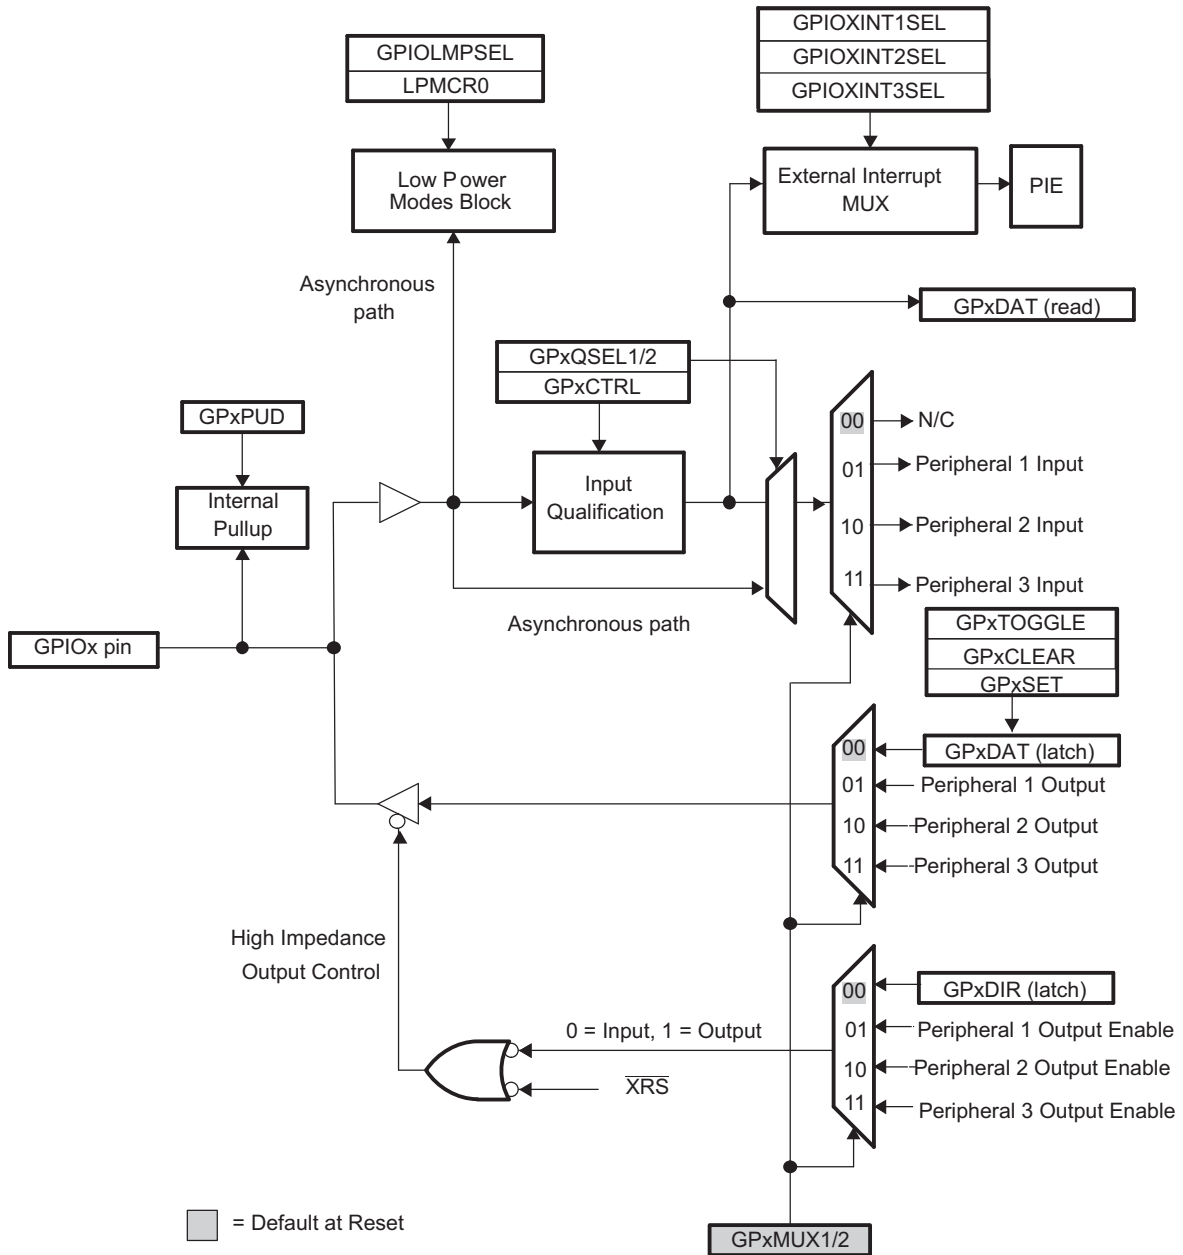 GPIOLMPSEL
LPMCR0
GPIOXINT1SEL
GPIOXINT2SEL
GPIOXINT3SEL
Low Power
Modes Block
External Interrupt
MUX
PIE
Asynchronous
path
GPxDAT (read)
GPxQSEL1/2
GPxCTRL
GPxPUD
Internal
Pullup
Input
Qualification
00
N/C
01
Peripheral 1 Input
10
Peripheral 2 Input
11
Peripheral 3 Input
Asynchronous path
GPIOx pin
GPxTOGGLE
GPxCLEAR
GPxSET
00
GPxDAT (latch)
01
Peripheral 1 Output
10
Peripheral 2 Output
11
Peripheral 3 Output
High Impedance
Output Control
00
GPxDIR (latch)
0 = Input, 1 = Output
01
Peripheral 1 Output Enable
10
Peripheral 2 Output Enable
XRS
11
Peripheral 3 Output Enable
= Default at Reset
GPxMUX1/2